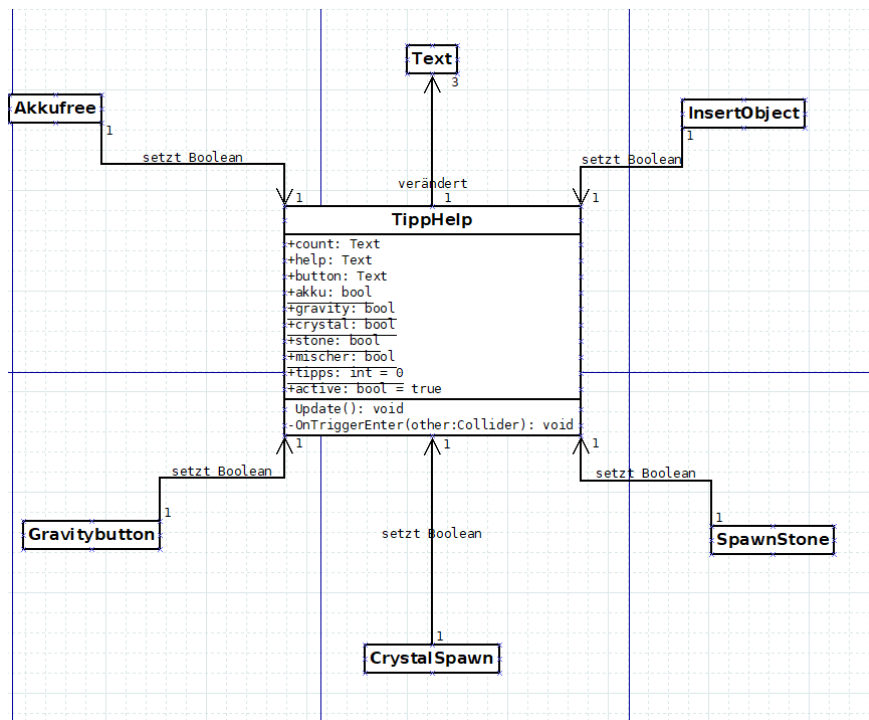 Text
3
Akkufree
1
InsertObject
1
setzt Boolean
setzt Boolean
verändert
1
1
1
TippHelp
+count: Text
+help: Text
+button: Text
+akku: bool
+gravity: bool
+crystal: bool
+stone: bool
+mischer: bool
+tipps: int = 0
+active: bool = true
Update(): void
-OnTriggerEnter(other:Collider): void
1
1
1
setzt Boolean
setzt Boolean
1
1
Gravitybutton
setzt Boolean
SpawnStone
1
CrystalSpawn